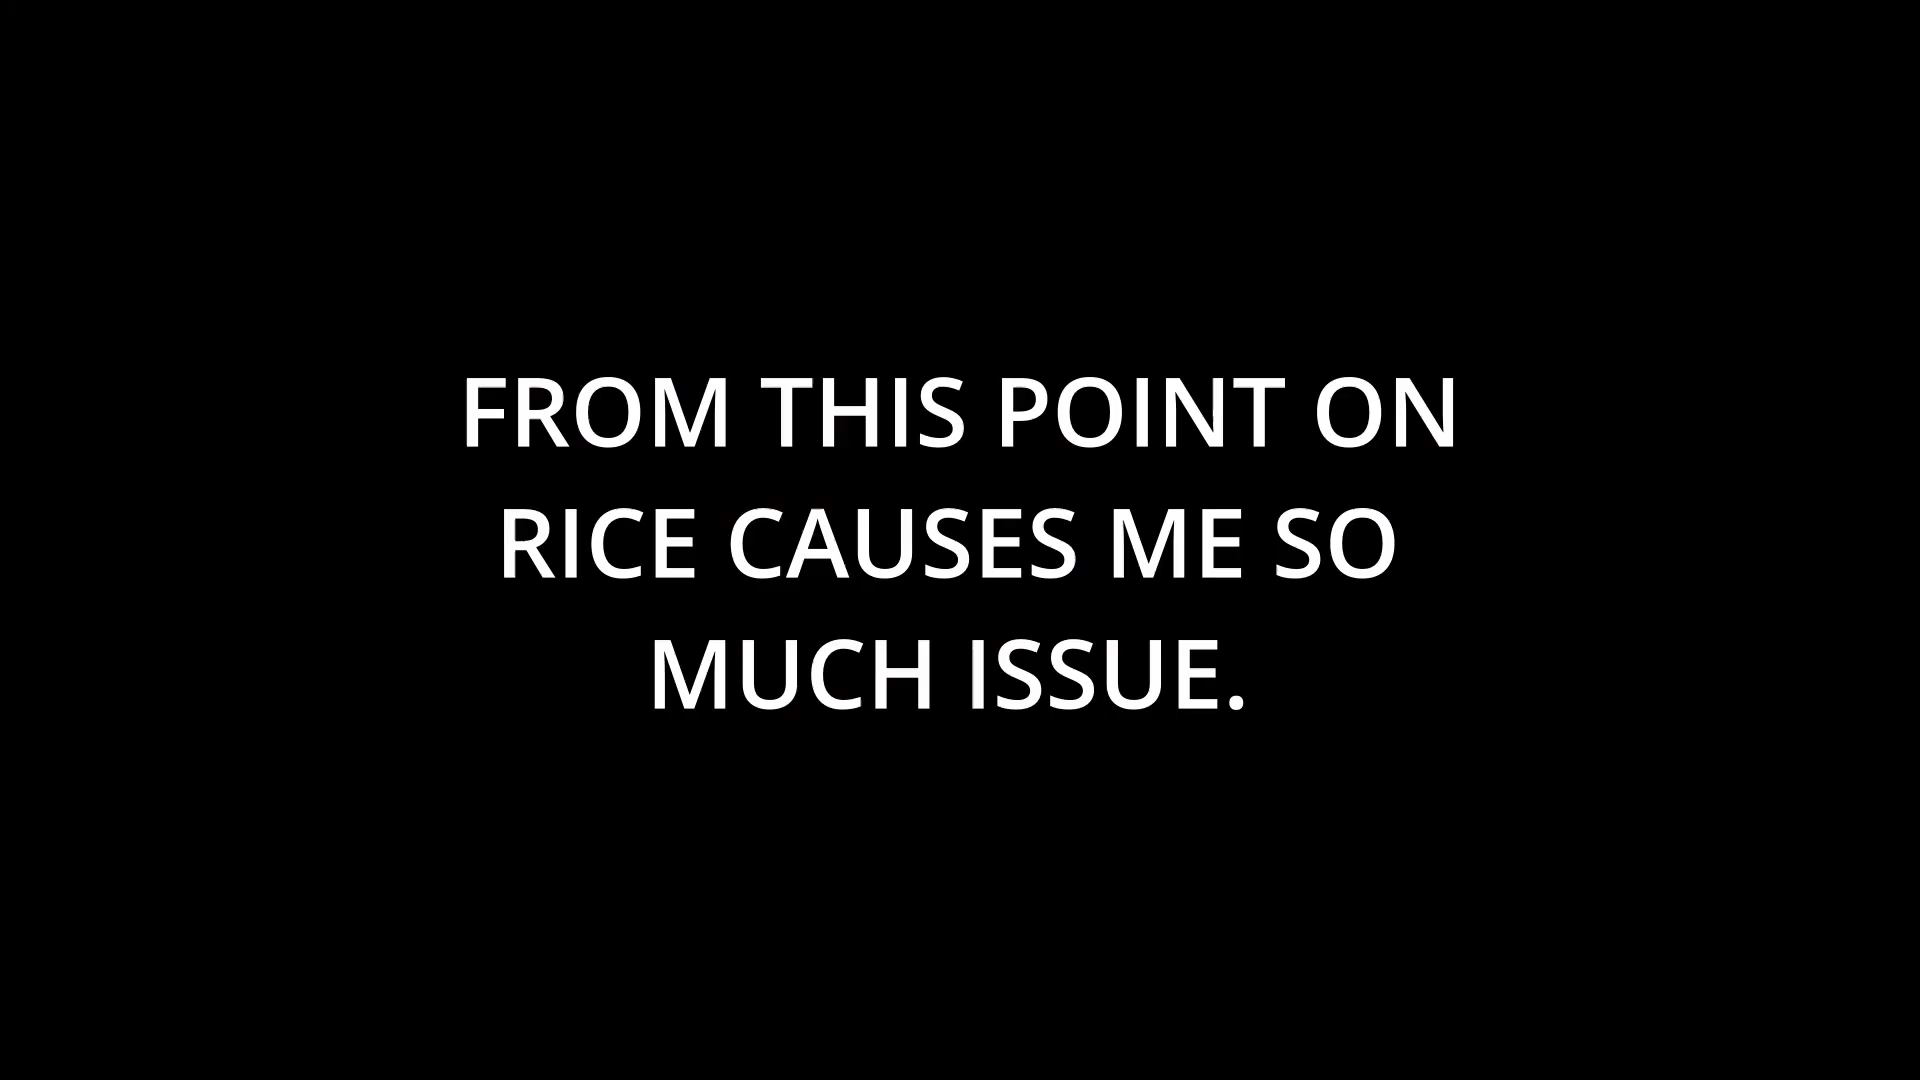 FROM THIS POINT ON
RICE CAUSES ME SO
MUCH ISSUE.